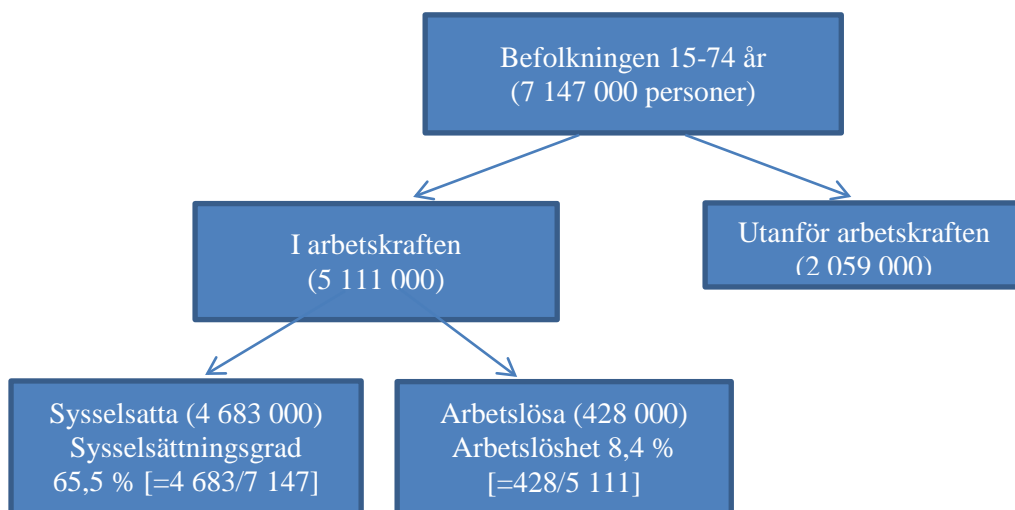 Befolkningen 15-74 år
(7 147 000 personer)
I arbetskraften
(5 111 000)
Utanför arbetskraften
(2 059 000)
Sysselsatta (4 683 000)
Sysselsättningsgrad
65,5 % [=4 683/7 147]
Arbetslösa (428 000)
Arbetslöshet 8,4 %
[=428/5 111]